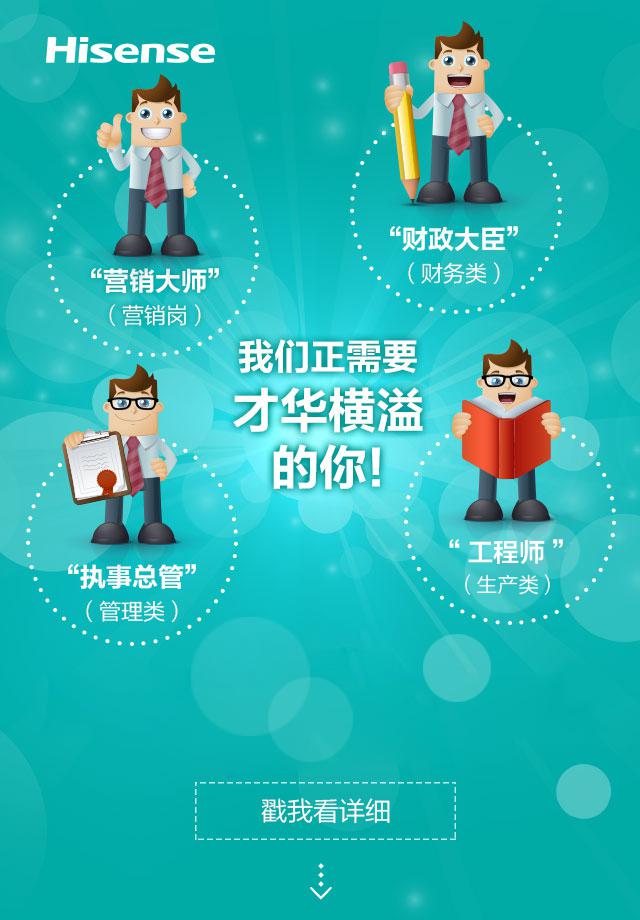 Hisense
“营销大师”
（营销岗）
“财政大臣”
（财务类）
我们正需要
才华横溢
的你!
“执事总管”
（管理类）
“ 工程师 ”
（生产类）
戳我看详细